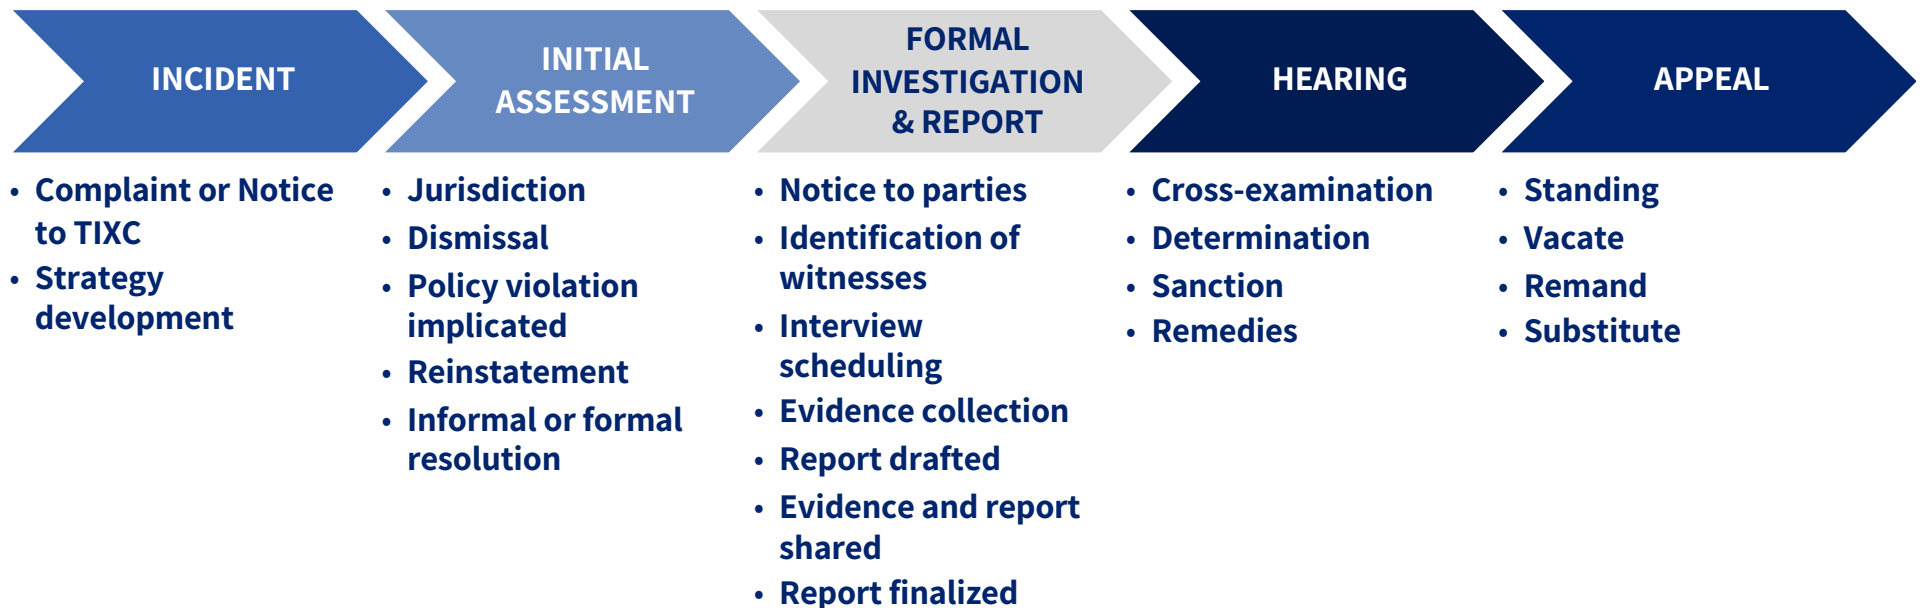 INCIDENT
INITIAL
ASSESSMENT
FORMAL
INVESTIGATION
& REPORT
HEARING
APPEAL
• Complaint or Notice
to TIXC
• Strategy
development
• Jurisdiction
• Dismissal
• Policy violation
implicated
• Reinstatement
• Informal or formal
resolution
• Notice to parties
• Identification of
witnesses
• Interview
scheduling
• Evidence collection
• Report drafted
• Evidence and report
shared
• Report finalized
• Cross-examination
• Determination
• Sanction
• Remedies
• Standing
• Vacate
• Remand
• Substitute